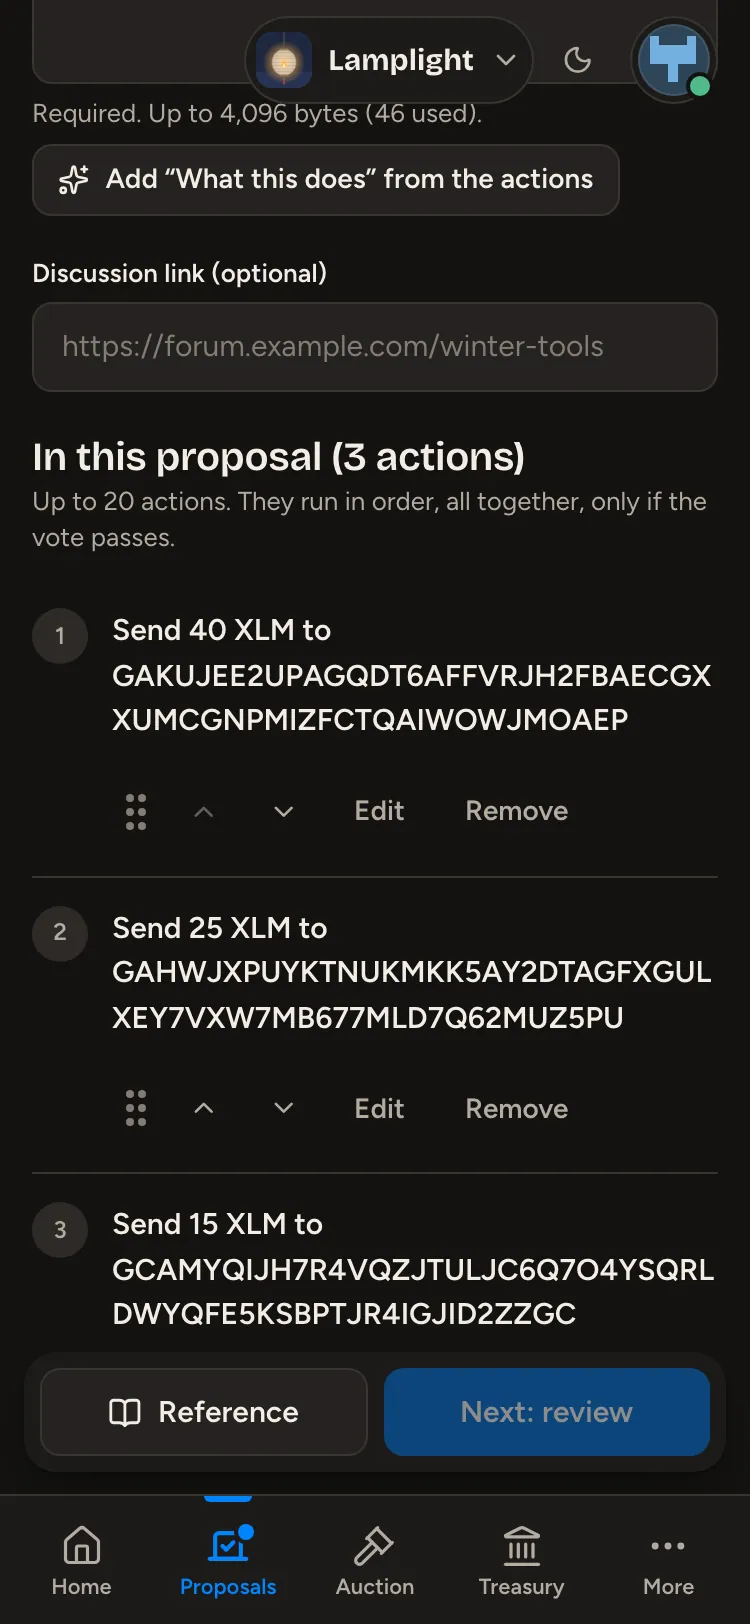 Lamplight
Required. Up to 4,096 bytes (46 used).
Add “What this does” from the actions
Discussion link (optional)
https://forum.example.com/winter-tools
In this proposal (3 actions)
Up to 20 actions. They run in order, all together, only if the
vote passes.
1
Send 40 XLM to
GAKUJEE2UPAGQDT6AFFVRJH2FBAECGX
XUMCGNPMIZFCTQAIWOWJMOAEP
Edit Remove
2
Send 25 XLM to
GAHWJXPUYKTNUKMKK5AY2DTAGFXGUL
XEY7VXW7MB677MLD7Q62MUZ5PU
Edit Remove
3
Send 15 XLM to
GCAMYQIJH7R4VQZJTULJC6Q7O4YSQRL
DWYQFE5KSBPTJR4IGJID2ZZGC
Reference
Next: review
Home Proposals Auction Treasury More